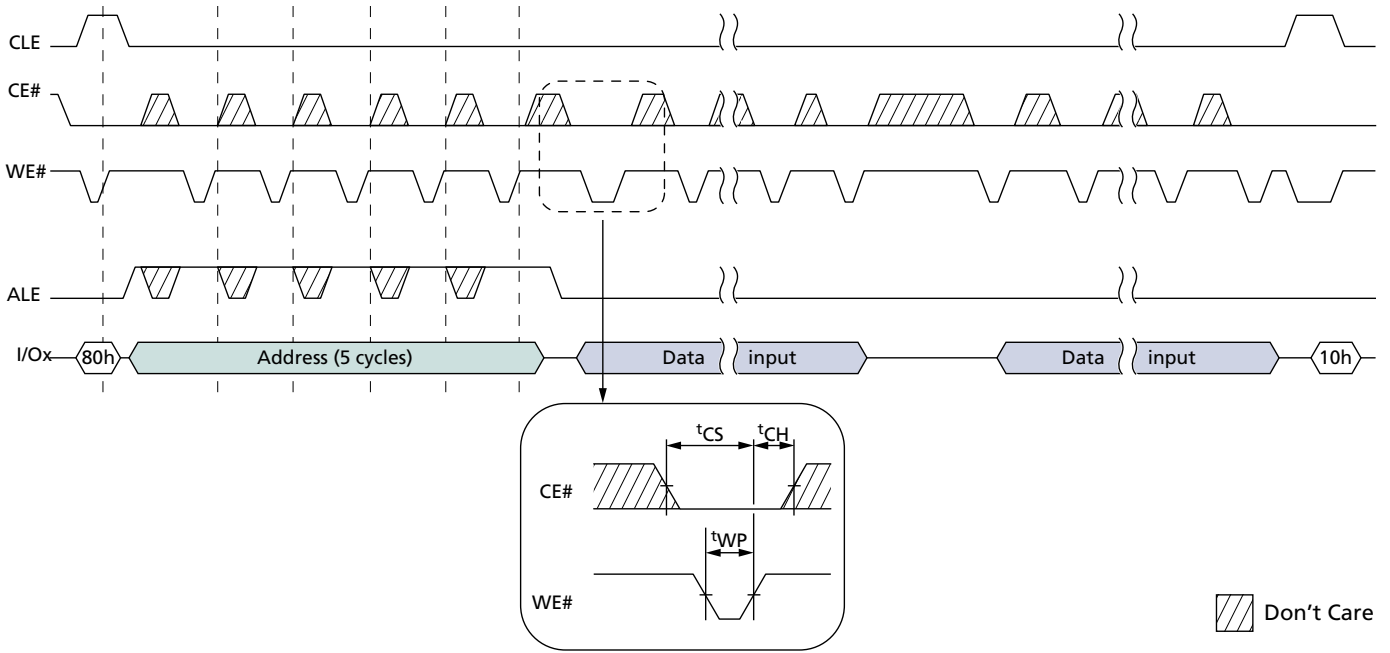 CLE
CE#
WE#
ALE
I/Ox 80h Address (5 cycles) Data input Data input 10h
tCS tCH
CE#
tWP
WE#
Don't Care